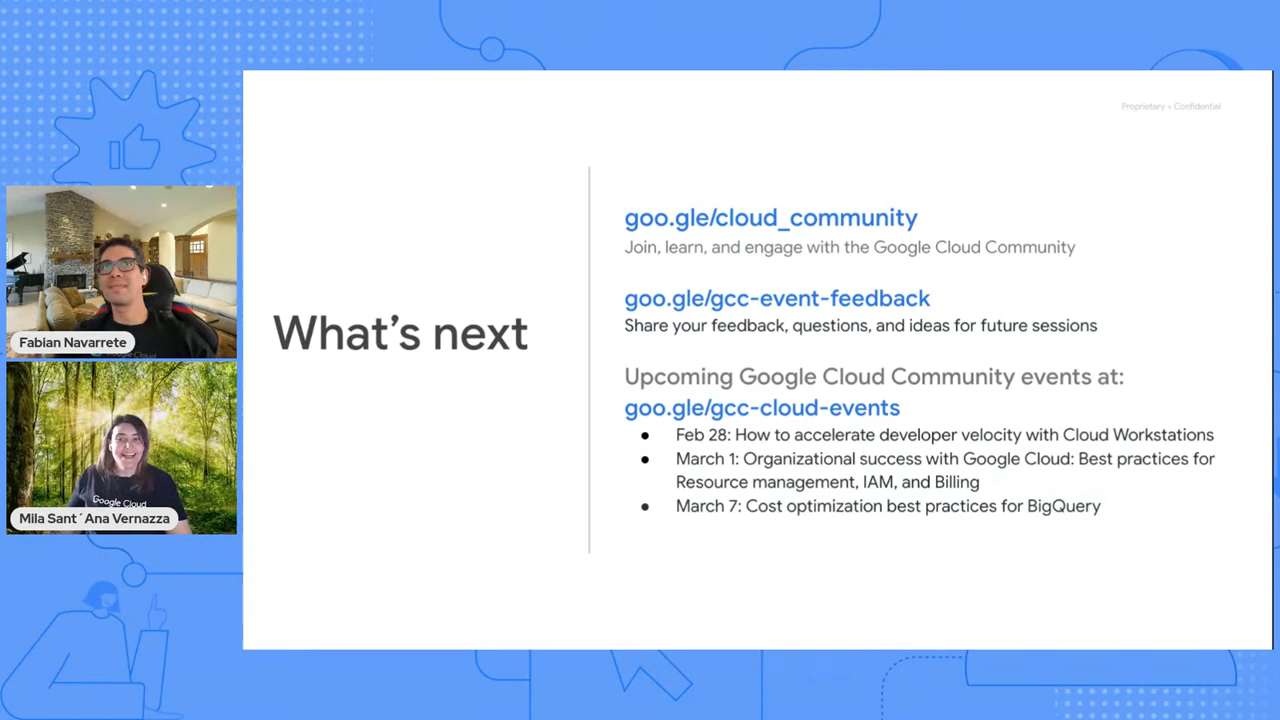 Proprietary + Confidential
What's next
goo.gle/cloud_community
Join, learn, and engage with the Google Cloud Community
goo.gle/gcc-event-feedback
Share your feedback, questions, and ideas for future sessions
Upcoming Google Cloud Community events at:
goo.gle/gcc-cloud-events
● Feb 28: How to accelerate developer velocity with Cloud Workstations
● March 1: Organizational success with Google Cloud: Best practices for
Resource management, IAM, and Billing
● March 7: Cost optimization best practices for BigQuery
Google Cloud
Fabian Navarrete
Google Cloud
Mila Sant´Ana Vernazza